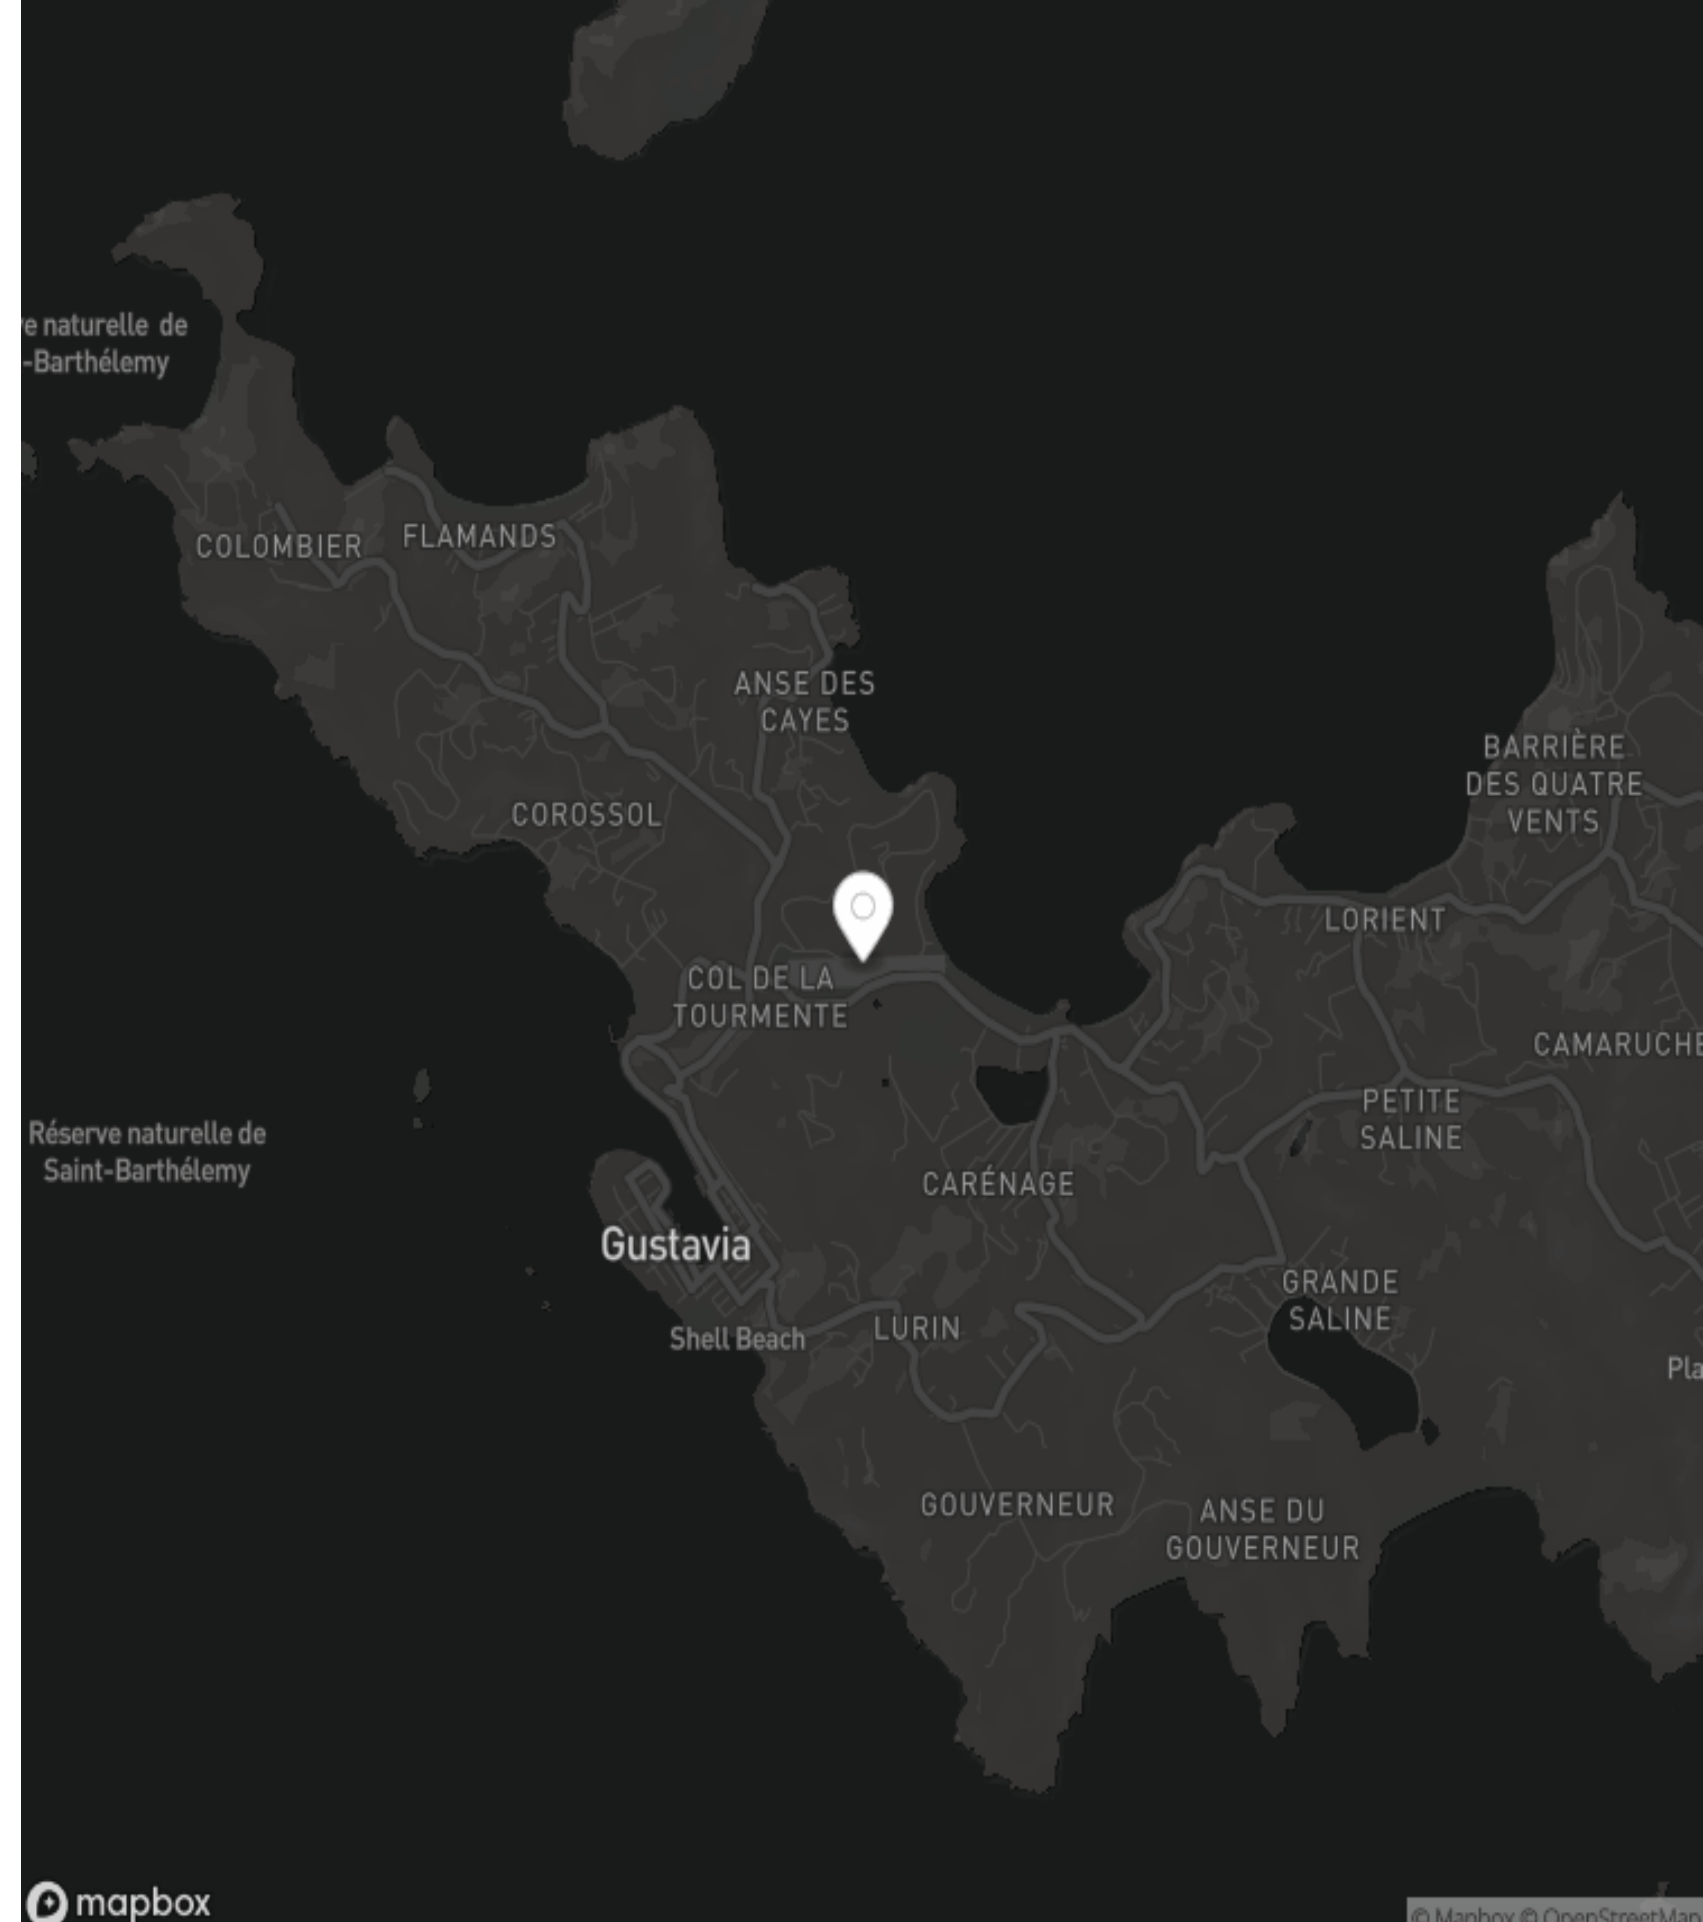 e naturelle de
-Barthélemy
COLOMBIER
FLAMANDS
ANSE DES
CAYES
BARRIÈRE
DES QUATRE
VENTS
COROSSOL
LORIENT
COL DE LA
TOURMENTE
CAMARUCHE
PETITE
SALINE
Réserve naturelle de
Saint-Barthélemy
CARÉNAGE
Gustavia
GRANDE
SALINE
Shell Beach
LURIN
Pla
GOUVERNEUR
ANSE DU
GOUVERNEUR
mapbox
© Mapbox © OpenStreetMap